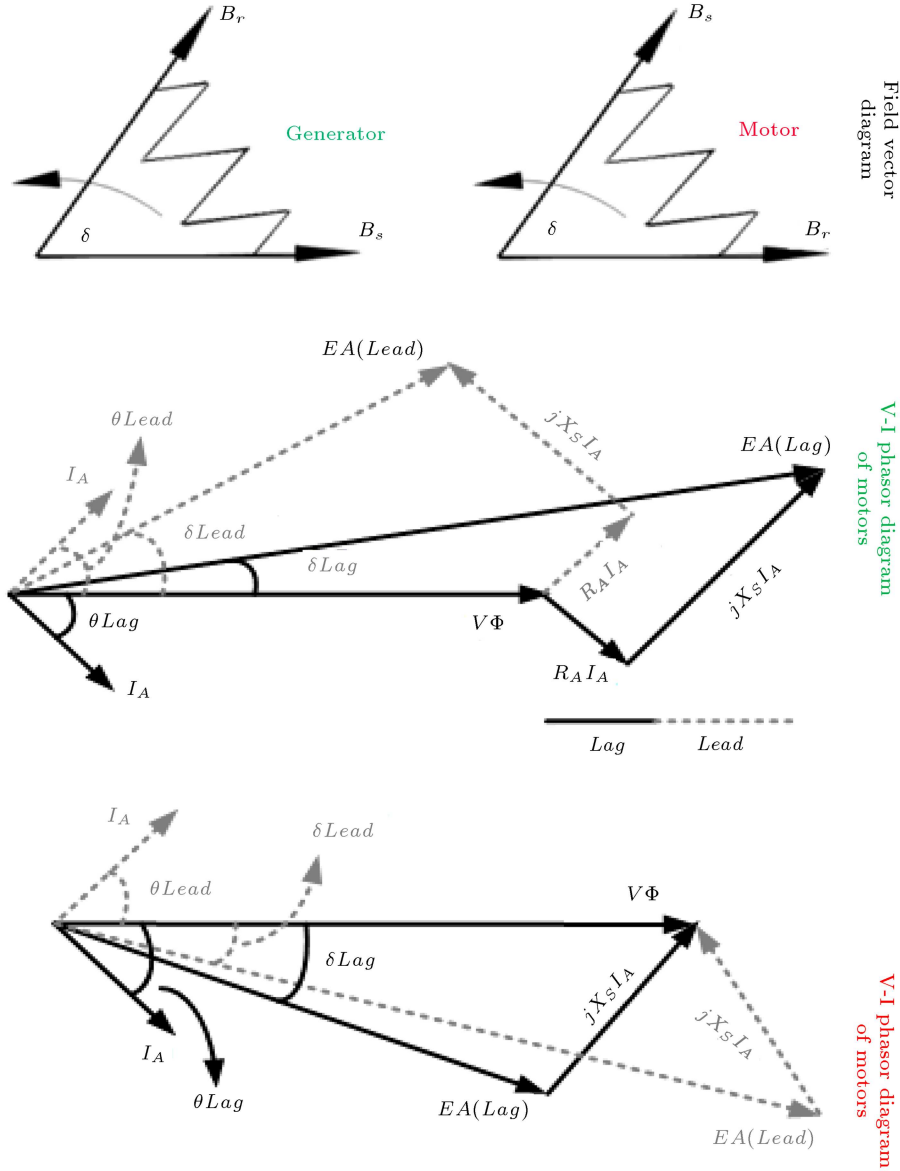 B_r
Generator
δ
B_s
B_s
Motor
δ
B_r
Field vector
diagram
EA(Lead)
θLead
I_A
jX_S I_A
EA(Lag)
δLead
δLag
R_A I_A
jX_S I_A
θLag
VΦ
R_A I_A
I_A
Lag
Lead
V-I phasor diagram
of motors
I_A
δLead
θLead
VΦ
δLag
jX_S I_A
jX_S I_A
I_A
θLag
EA(Lag)
EA(Lead)
V-I phasor diagram
of motors